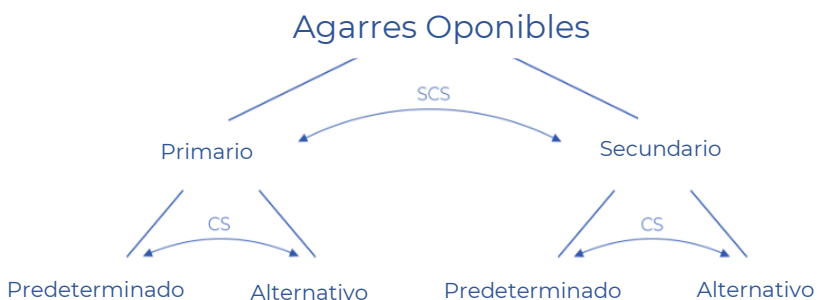 Agarres Oponibles
SCS
Primario
Secundario
CS
CS
Predeterminado
Alternativo
Predeterminado
Alternativo